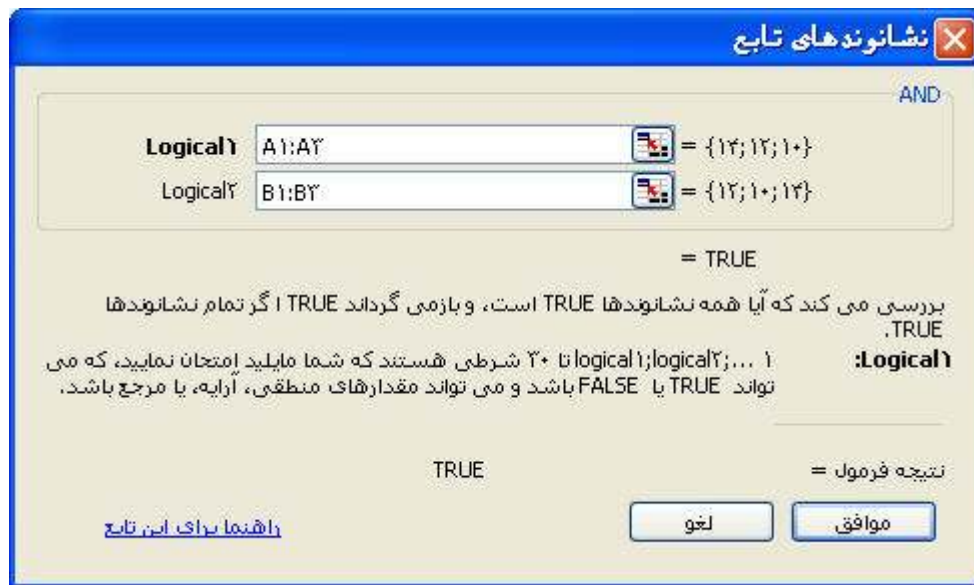 نشانوندهای تابع
AND
Logical۱ A۱:A۳ = {۱۴;۱۲;۱۰}
Logical۲ B۱:B۳ = {۱۲;۱۰;۱۴}
= TRUE
بررسی می کند که آیا همه نشانوندها TRUE است، و بازمی گرداند TRUE اگر تمام نشانوندها
TRUE.
Logical۱: logical۱;logical۲;... ۱ تا ۳۰ شرطی هستند که شما مایلید امتحان نمایید، که می
تواند TRUE یا FALSE باشد و می تواند مقدارهای منطقی، آرایه، یا مرجع باشد.
نتیجه فرمول = TRUE
موافق لغو راهنما برای این تابع